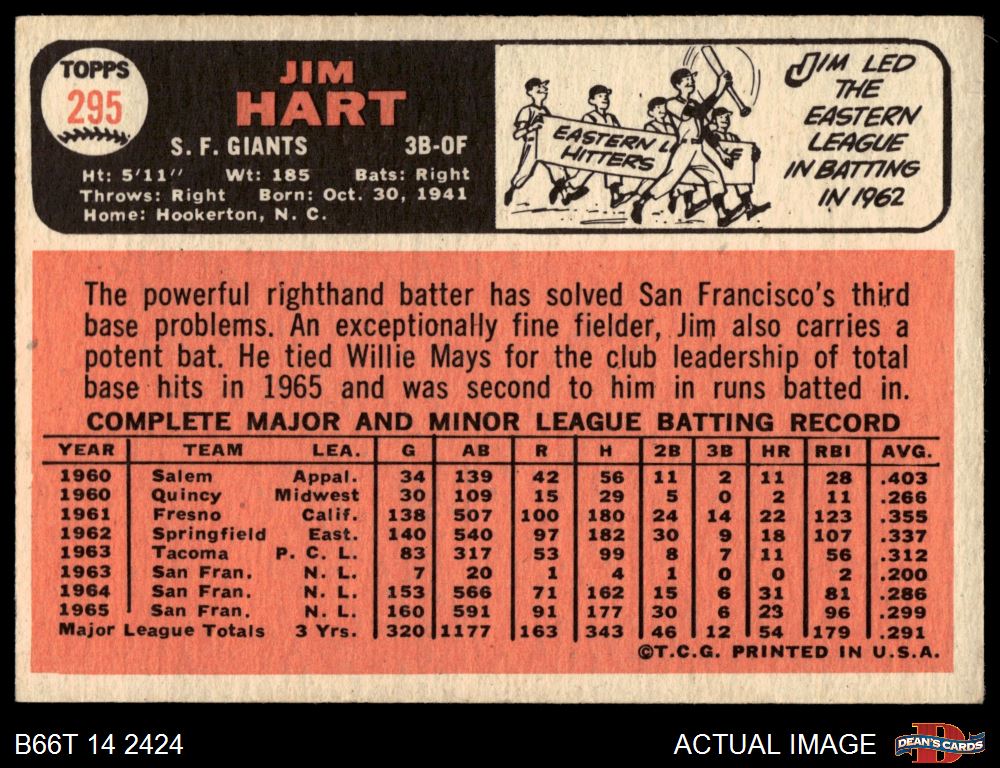 TOPPS
295
JIM
HART
S. F. GIANTS 3B-OF
Ht: 5'11" Wt: 185 Bats: Right
Throws: Right Born: Oct. 30, 1941
Home: Hookerton, N. C.
EASTERN L E
HITTERS
JIM LED
THE
EASTERN
LEAGUE
IN BATTING
IN 1962
The powerful righthand batter has solved San Francisco's third
base problems. An exceptionally fine fielder, Jim also carries a
potent bat. He tied Willie Mays for the club leadership of total
base hits in 1965 and was second to him in runs batted in.
COMPLETE MAJOR AND MINOR LEAGUE BATTING RECORD
YEAR TEAM LEA. G AB R H 2B 3B HR RBI AVG.
1960 Salem Appal. 34 139 42 56 11 2 11 28 .403
1960 Quincy Midwest 30 109 15 29 5 0 2 11 .266
1961 Fresno Calif. 138 507 100 180 24 14 22 123 .355
1962 Springfield East. 140 540 97 182 30 9 18 107 .337
1963 Tacoma P. C. L. 83 317 53 99 8 7 11 56 .312
1963 San Fran. N. L. 7 20 1 4 1 0 0 2 .200
1964 San Fran. N. L. 153 566 71 162 15 6 31 81 .286
1965 San Fran. N. L. 160 591 91 177 30 6 23 96 .299
Major League Totals 3 Yrs. 320 1177 163 343 46 12 54 179 .291
©T.C.G. PRINTED IN U.S.A.
B66T 14 2424
ACTUAL IMAGE
D
DEAN'S CARDS